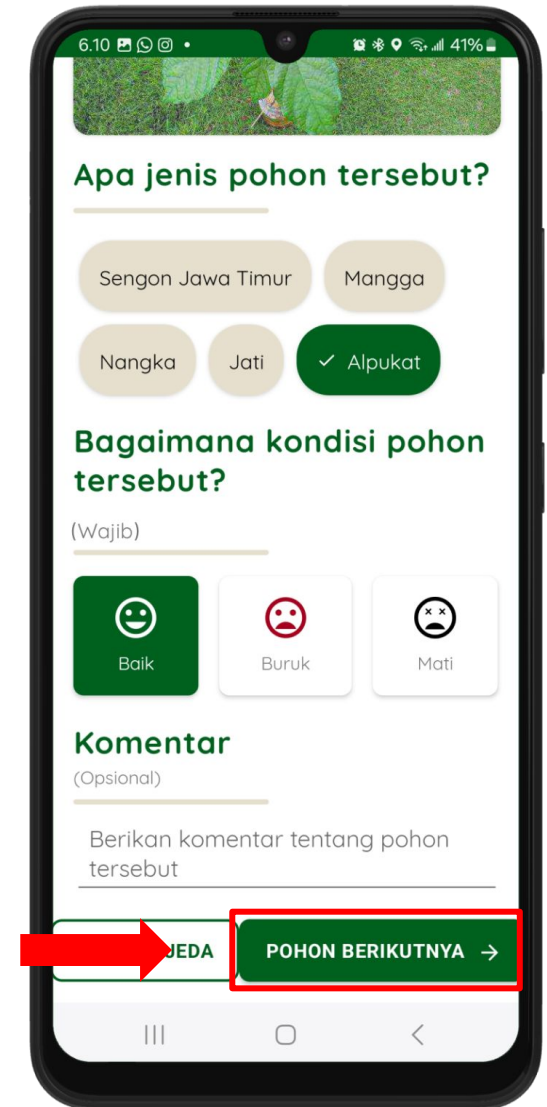 6.10
41%
Apa jenis pohon tersebut?
Sengon Jawa Timur
Mangga
Nangka
Jati
Alpukat
Bagaimana kondisi pohon
tersebut?
(Wajib)
Baik
Buruk
Mati
Komentar
(Opsional)
Berikan komentar tentang pohon
tersebut
JEDA
POHON BERIKUTNYA →